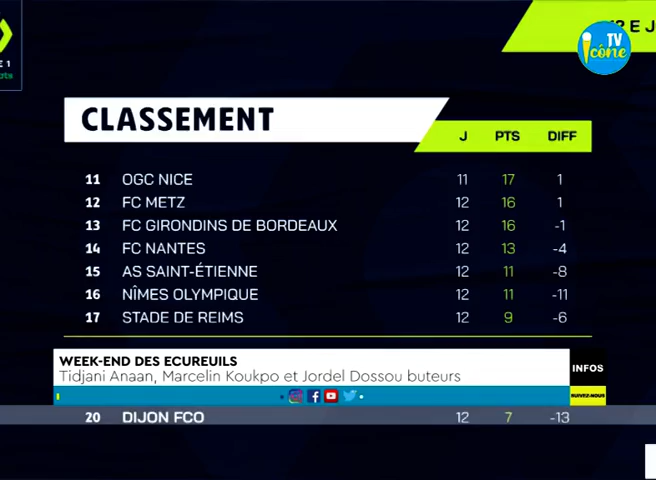 E J
TV
Icône
E 1
CLASSEMENT
J PTS DIFF
11 OGC NICE 11 17 1
12 FC METZ 12 16 1
13 FC GIRONDINS DE BORDEAUX 12 16 -1
14 FC NANTES 12 13 -4
15 AS SAINT-ÉTIENNE 12 11 -8
16 NÎMES OLYMPIQUE 12 11 -11
17 STADE DE REIMS 12 9 -6
WEEK-END DES ECUREUILS
Tidjani Anaan, Marcelin Koukpo et Jordel Dossou buteurs
INFOS
SUIVEZ-NOUS
20 DIJON FCO 12 7 -13